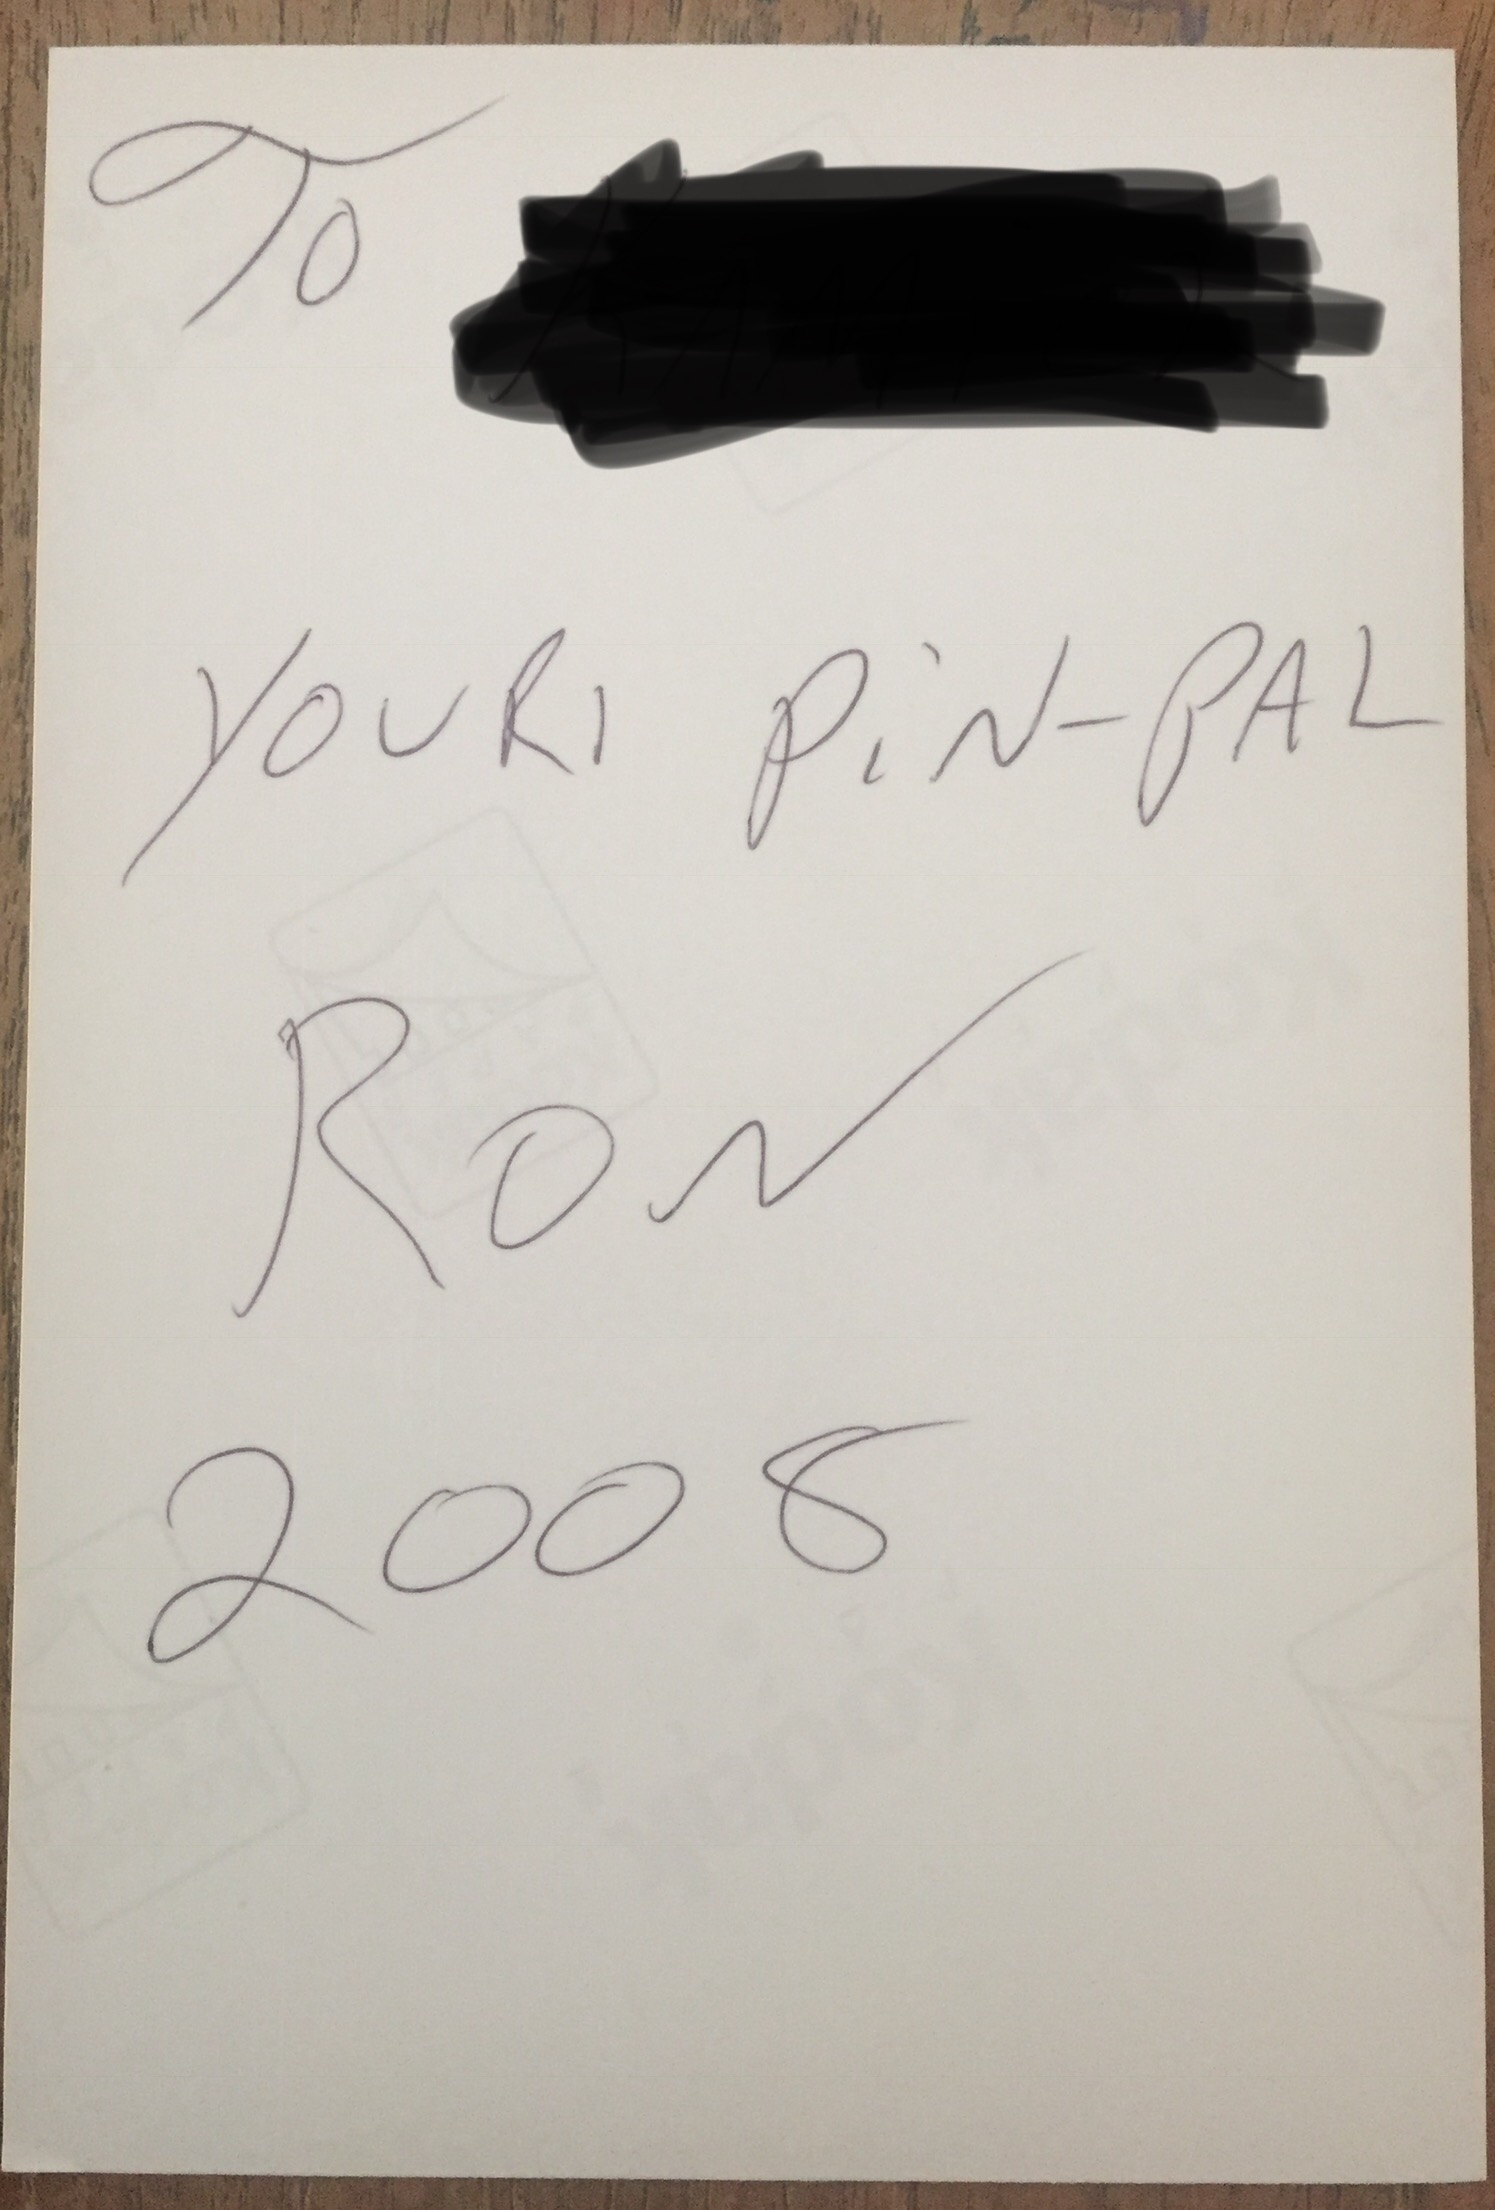 To
YOURI PiN-PAL
RON
2008